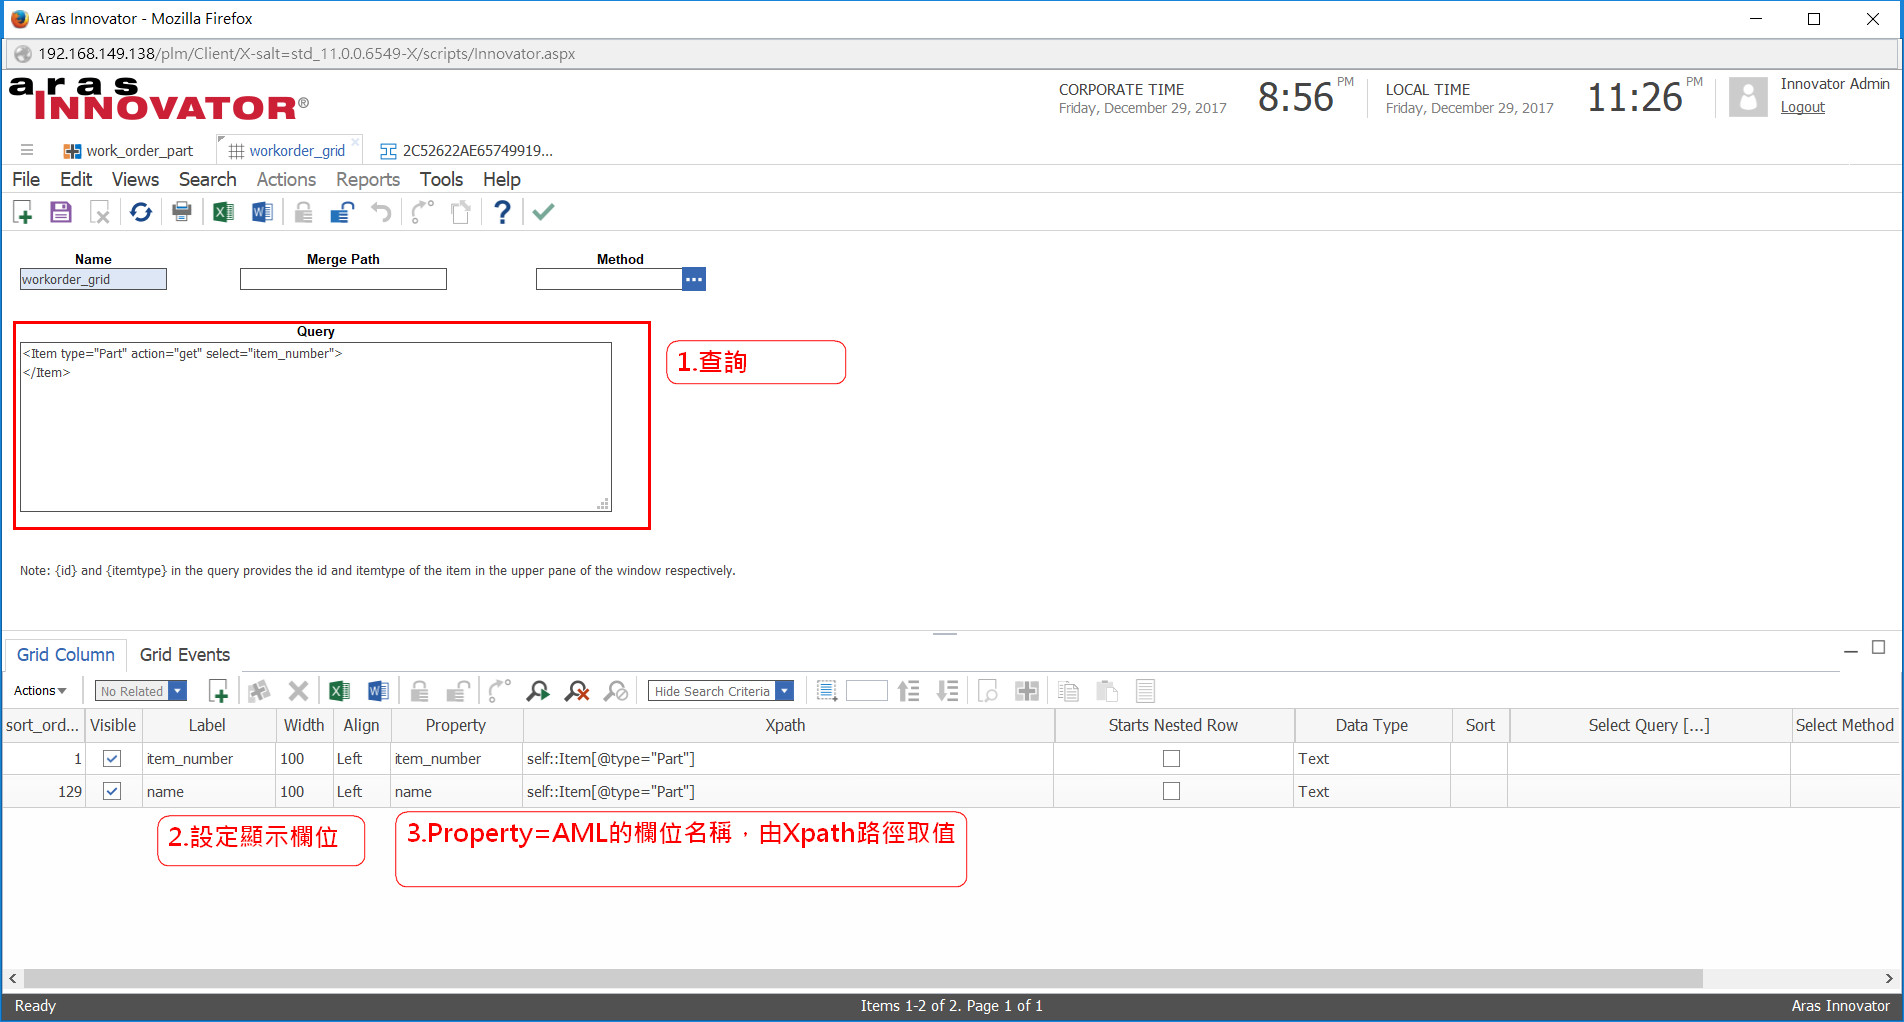 Aras Innovator - Mozilla Firefox
192.168.149.138/plm/Client/X-salt=std_11.0.0.6549-X/scripts/Innovator.aspx
aras
INNOVATOR®
CORPORATE TIME
Friday, December 29, 2017
8:56 PM
LOCAL TIME
Friday, December 29, 2017
11:26 PM
Innovator Admin
Logout
work_order_part
workorder_grid
2C52622AE65749919...
File Edit Views Search Actions Reports Tools Help
Name
Merge Path
Method
workorder_grid
Query
<Item type="Part" action="get" select="item_number">
</Item>
1.查詢
Note: {id} and {itemtype} in the query provides the id and itemtype of the item in the upper pane of the window respectively.
Grid Column
Grid Events
Actions
No Related
Hide Search Criteria
sort_ord... Visible Label Width Align Property Xpath Starts Nested Row Data Type Sort Select Query [...] Select Method
1 item_number 100 Left item_number self::Item[@type="Part"] Text
129 name 100 Left name self::Item[@type="Part"] Text
2.設定顯示欄位
3.Property=AML的欄位名稱，由Xpath路徑取值
Ready
Items 1-2 of 2. Page 1 of 1
Aras Innovator